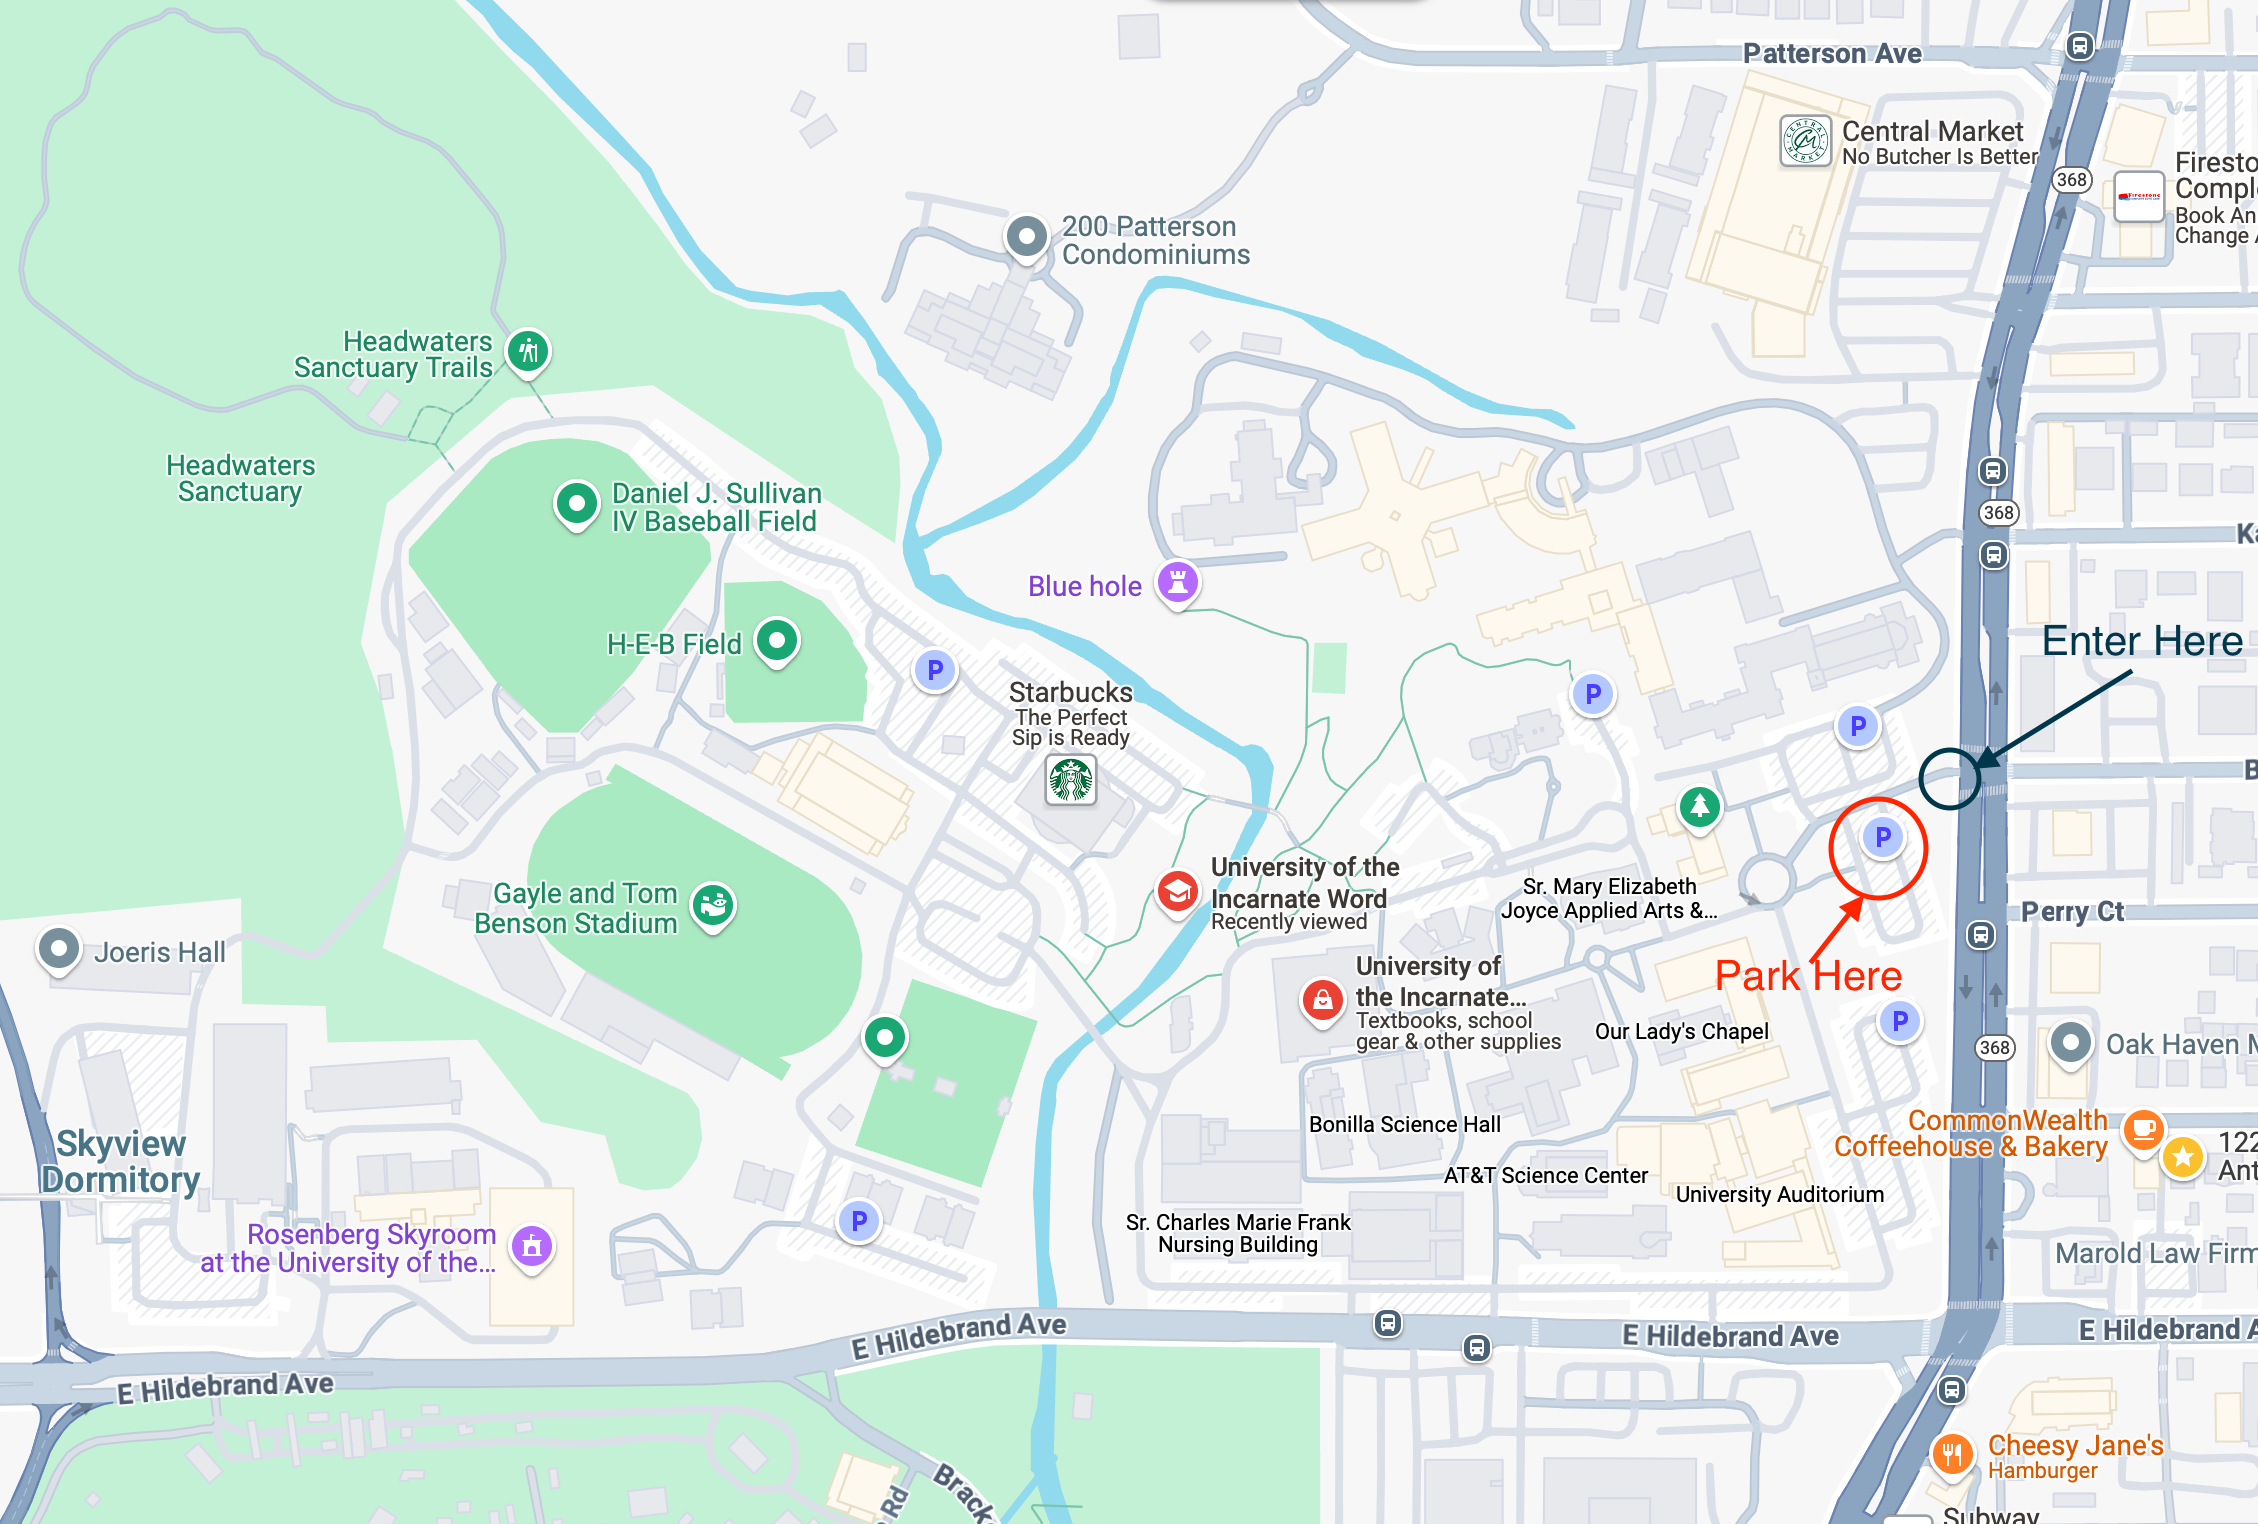 Patterson Ave
Central Market
No Butcher Is Better
CENTRAL MARKET
CM
368
Firesto
Compl
Book An
Change
Firestone
200 Patterson
Condominiums
Headwaters
Sanctuary Trails
Headwaters
Sanctuary
Daniel J. Sullivan
IV Baseball Field
368
Blue hole
H-E-B Field
P
Starbucks
The Perfect
Sip is Ready
P
P
Enter Here
P
University of the
Incarnate Word
Recently viewed
Sr. Mary Elizabeth
Joyce Applied Arts &...
Perry Ct
Gayle and Tom
Benson Stadium
Joeris Hall
University of
the Incarnate...
Textbooks, school
gear & other supplies
Park Here
P
Our Lady's Chapel
368
Oak Haven M
Bonilla Science Hall
CommonWealth
Coffeehouse & Bakery
122
Ant
Skyview
Dormitory
AT&T Science Center
University Auditorium
P
Sr. Charles Marie Frank
Nursing Building
Rosenberg Skyroom
at the University of the...
Marold Law Firm
E Hildebrand Ave
E Hildebrand Ave
E Hildebrand A
E Hildebrand Ave
Cheesy Jane's
Hamburger
Bracke
Rd
Subway